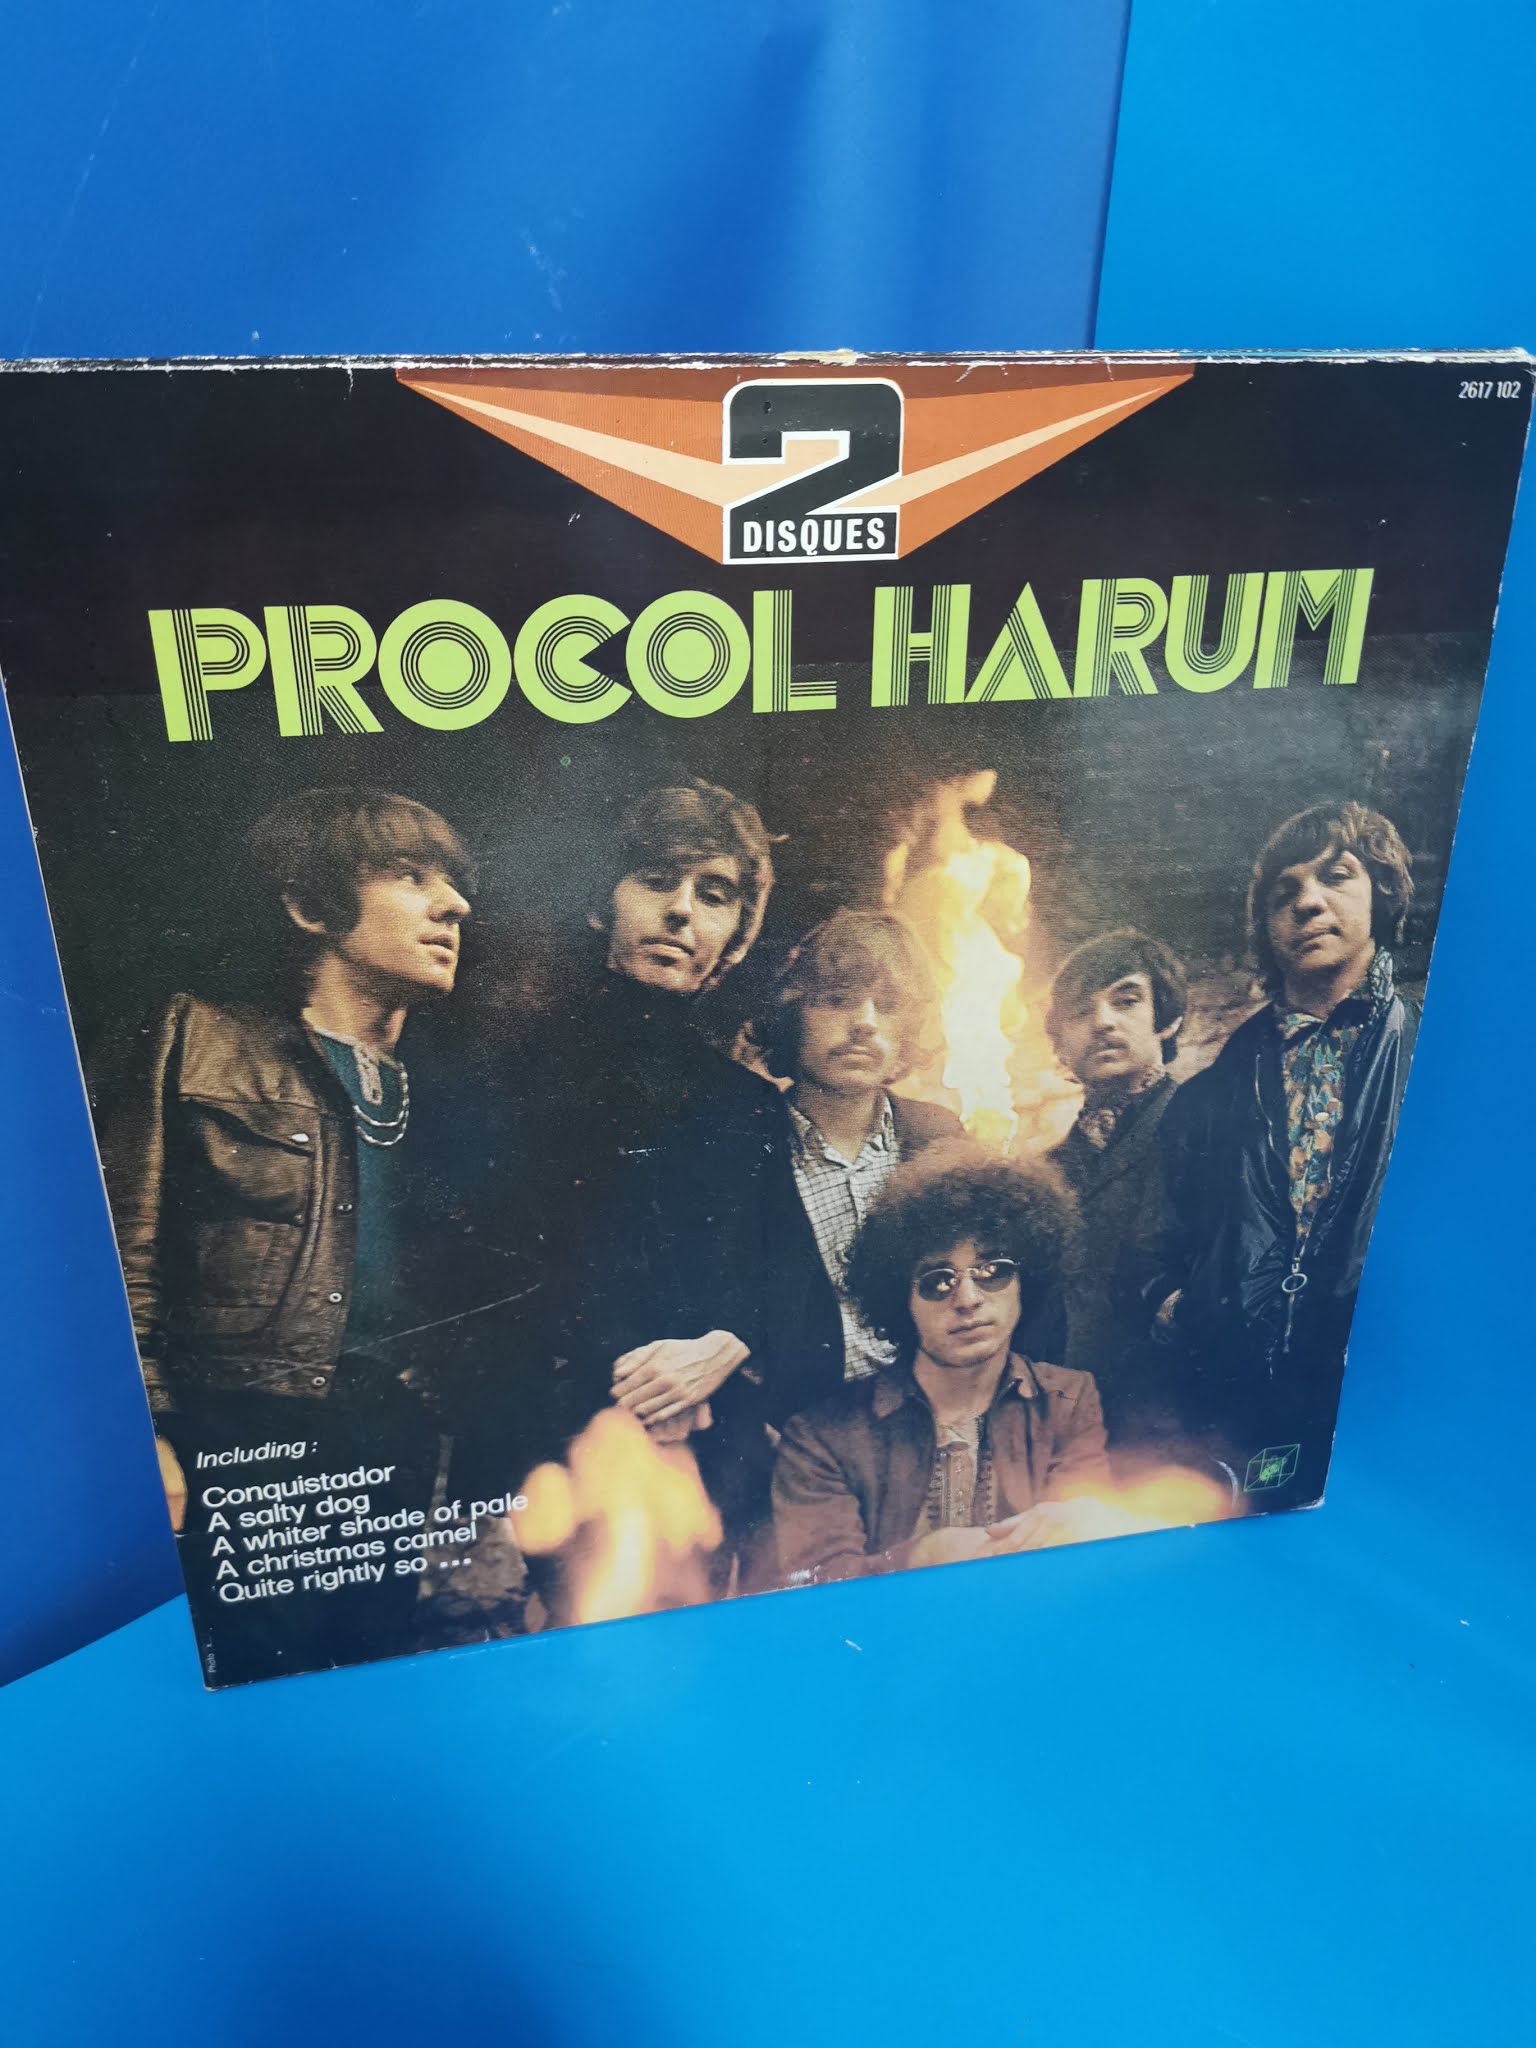 2617 102
2
DISQUES
PROCOL HARUM
Including :
Conquistador
A salty dog
A whiter shade of pale
A christmas camel
Quite rightly so ...
Photo